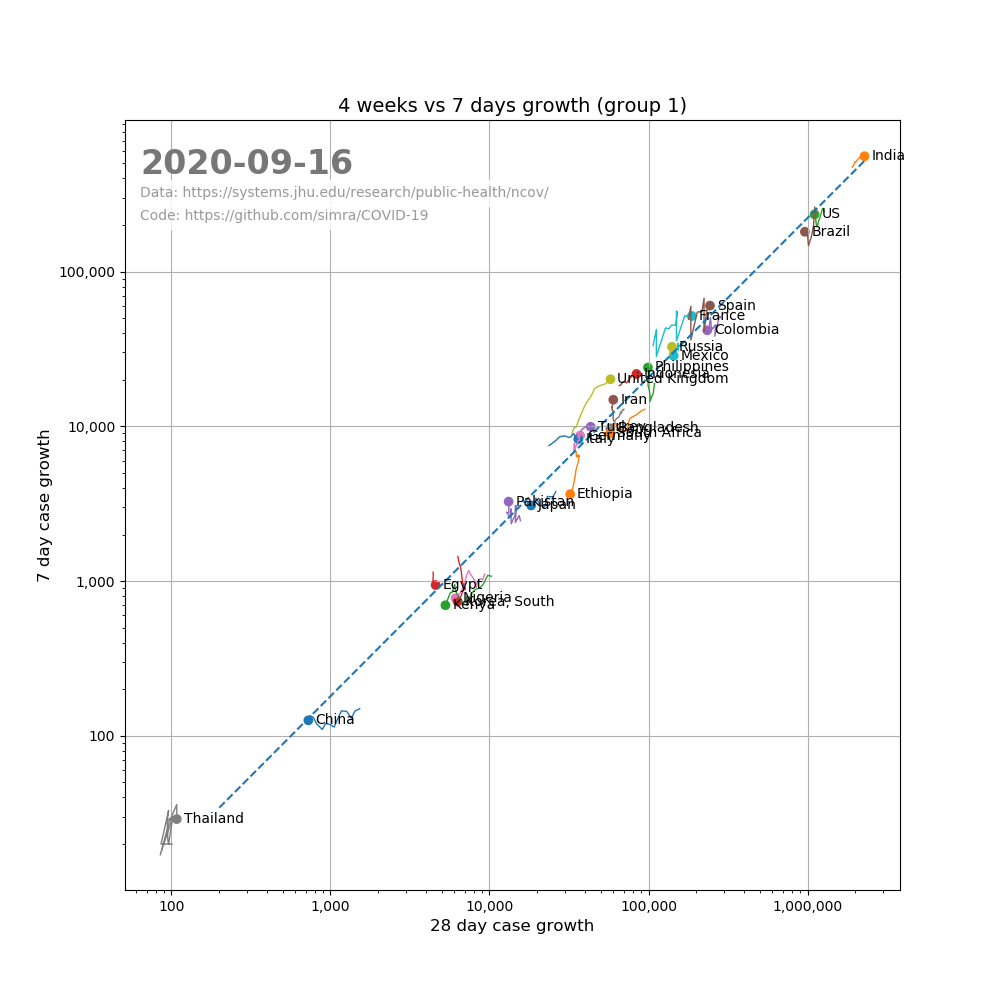 4 weeks vs 7 days growth (group 1)
2020-09-16
Data: https://systems.jhu.edu/research/public-health/ncov/
Code: https://github.com/simra/COVID-19
India
US
Brazil
Spain
France
Colombia
Russia
Mexico
Philippines
Indonesia
United Kingdom
Iran
Turkey
Bangladesh
South Africa
Germany
Italy
Ethiopia
Pakistan
Japan
Egypt
Nigeria
Korea, South
Kenya
China
Thailand
100,000
10,000
1,000
100
7 day case growth
100
1,000
10,000
100,000
1,000,000
28 day case growth